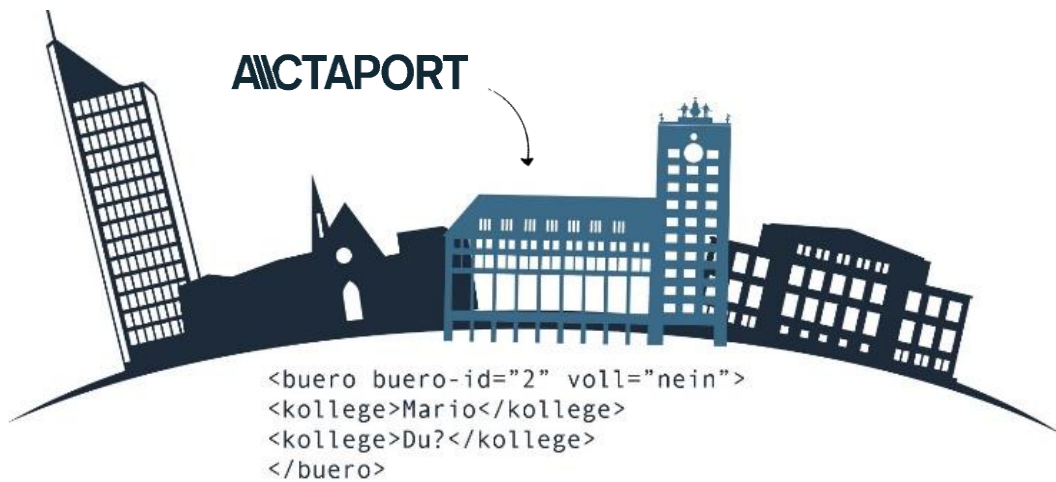 ACTAPORT
<buero buero-id=”2” voll=”nein”>
<kollege>Mario</kollege>
<kollege>Du?</kollege>
</buero>